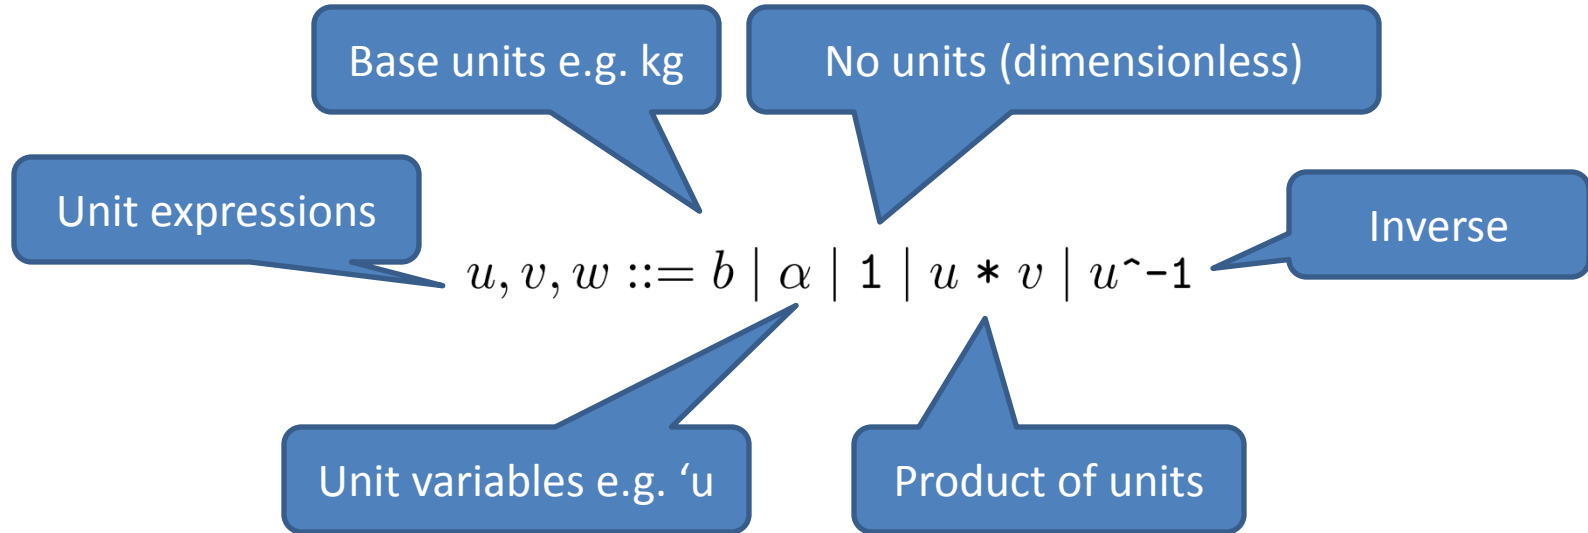 Base units e.g. kg
No units (dimensionless)
Unit expressions
Inverse
u, v, w ::= b | α | 1 | u * v | u^-1
Unit variables e.g. ‘u
Product of units